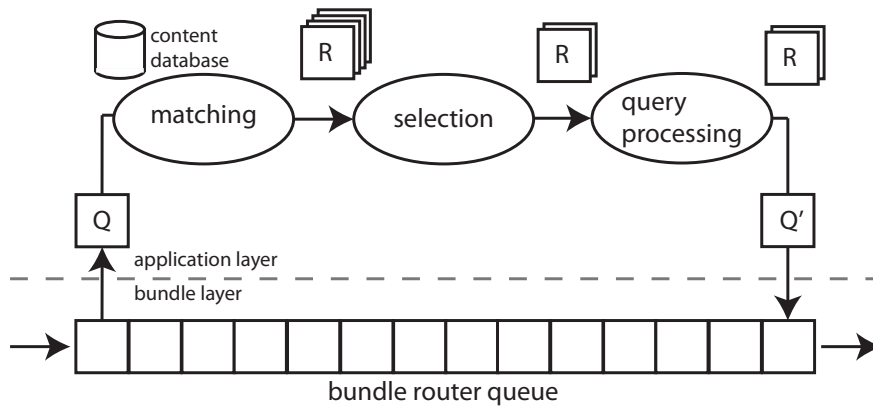 content
database
R
R
R
matching
selection
query
processing
Q
Q'
application layer
bundle layer
bundle router queue